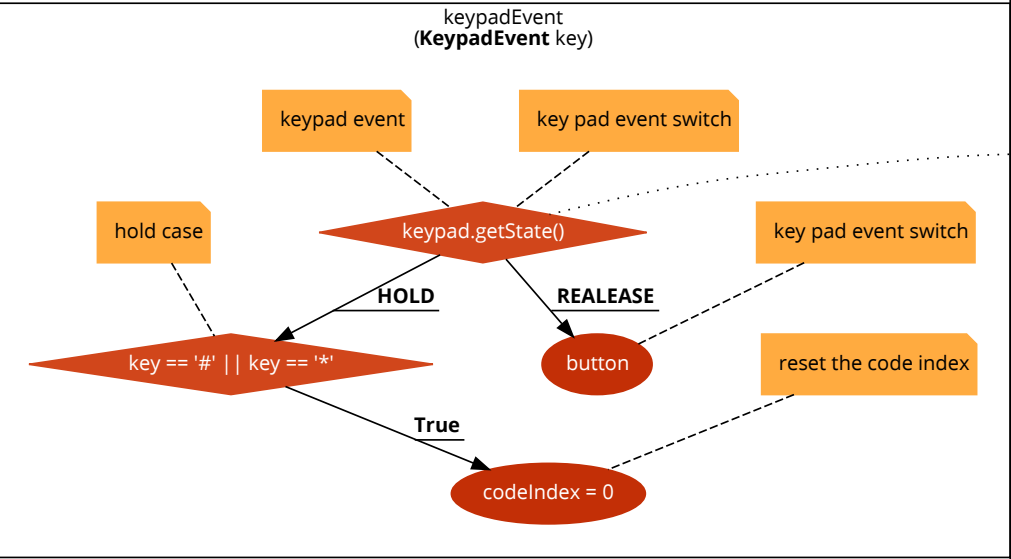 keypadEvent
(KeypadEvent key)
keypad event
key pad event switch
hold case
keypad.getState()
key pad event switch
HOLD
REALEASE
key == '#' || key == '*'
button
reset the code index
True
codeIndex = 0